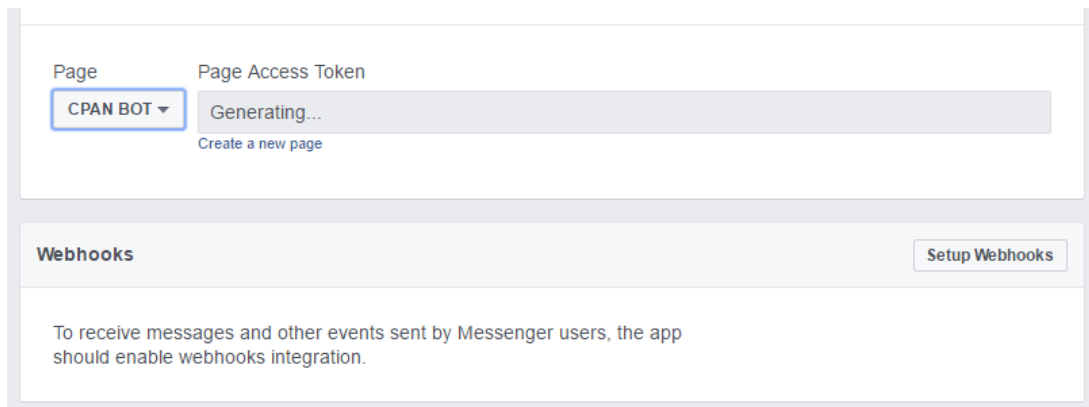 Page Page Access Token
CPAN BOT Generating...
Create a new page
Webhooks Setup Webhooks
To receive messages and other events sent by Messenger users, the app
should enable webhooks integration.